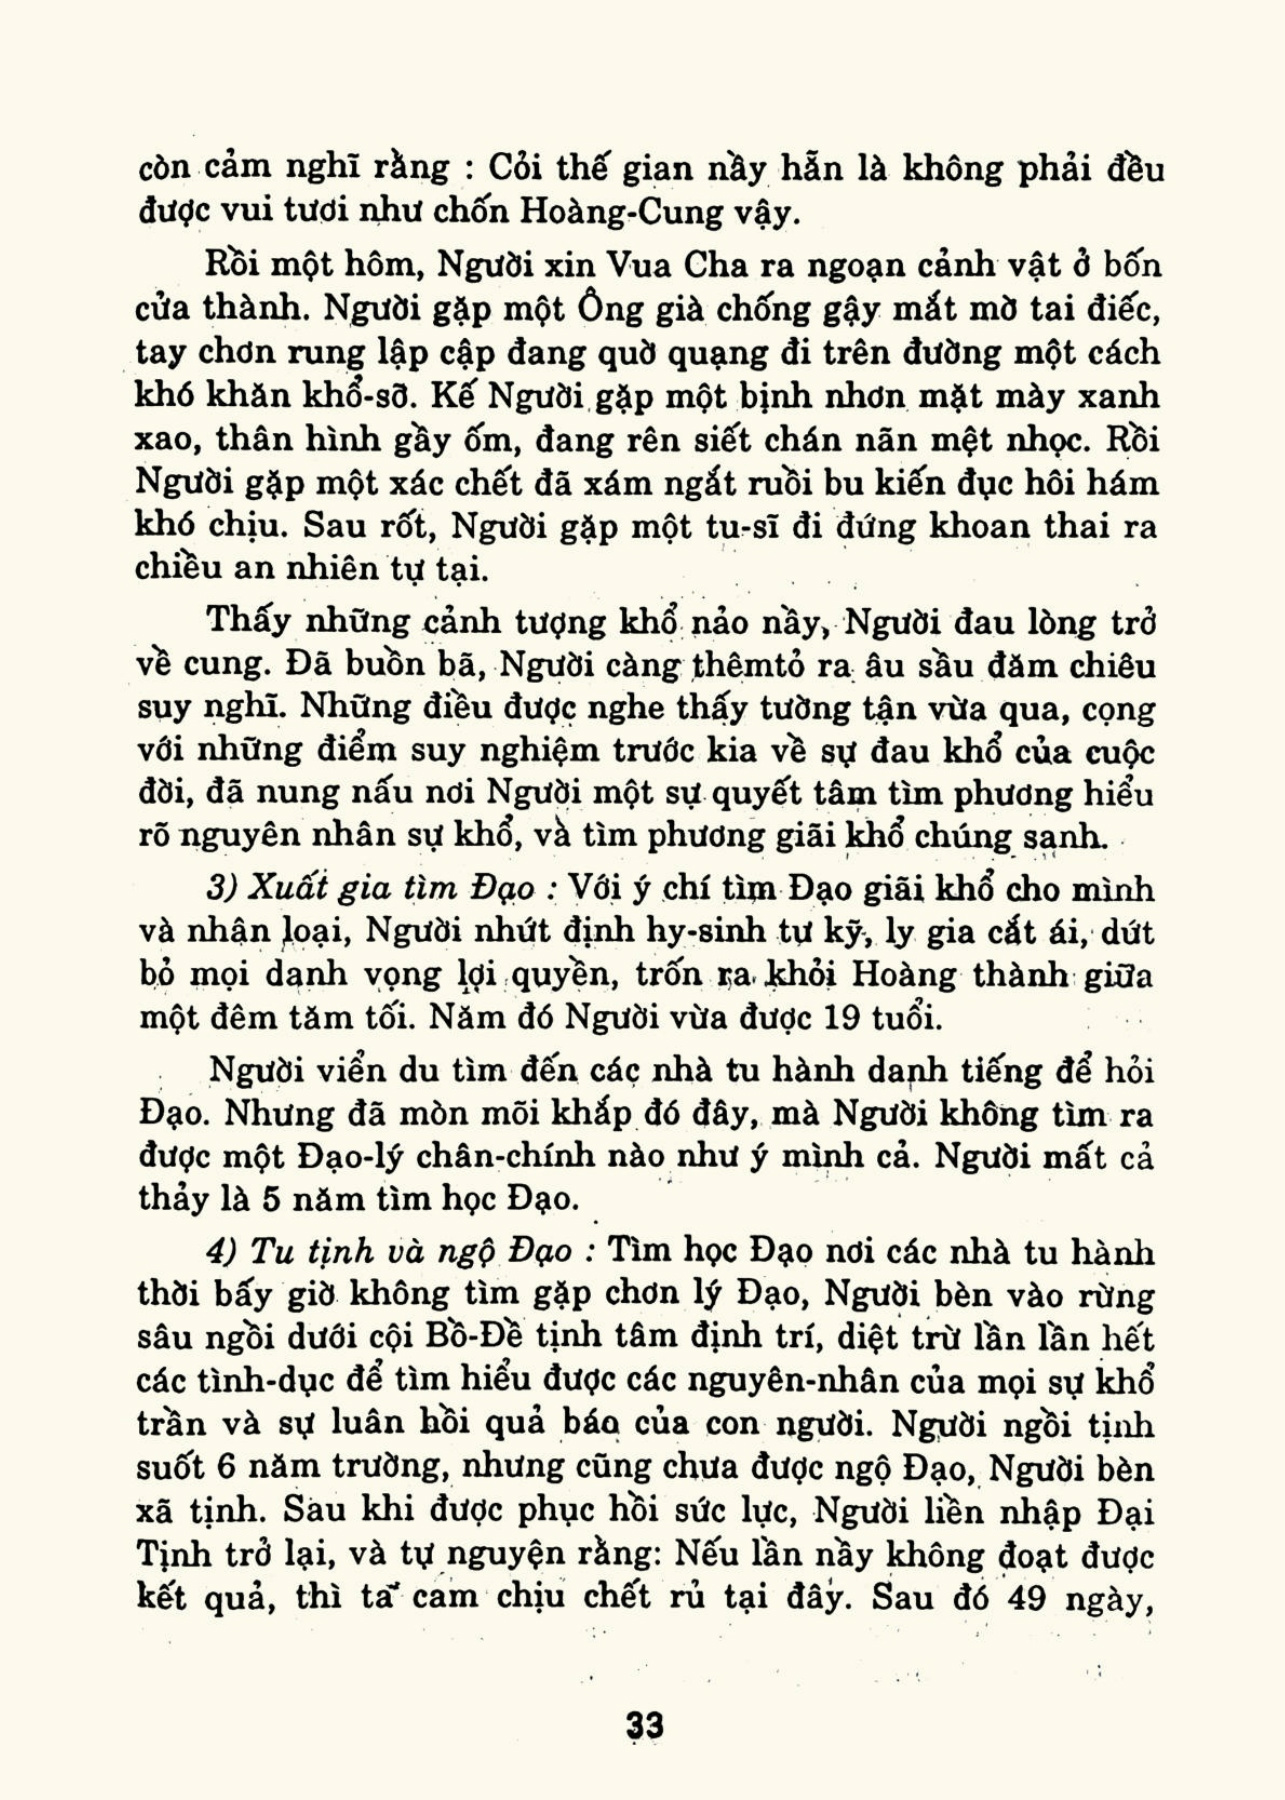 còn cảm nghĩ rằng : Cỏi thế gian nầy hẵn là không phải đều
được vui tươi như chốn Hoàng-Cung vậy.
Rồi một hôm, Người xin Vua Cha ra ngoạn cảnh vật ở bốn
cửa thành. Người gặp một Ông già chống gậy mắt mờ tai điếc,
tay chơn rung lập cập đang quờ quạng đi trên đường một cách
khó khăn khổ-sở. Kế Người gặp một bịnh nhơn mặt mày xanh
xao, thân hình gầy ốm, đang rên siết chán nãn mệt nhọc. Rồi
Người gặp một xác chết đã xám ngắt ruồi bu kiến đục hôi hám
khó chịu. Sau rốt, Người gặp một tu-sĩ đi đứng khoan thai ra
chiều an nhiên tự tại.
Thấy những cảnh tượng khổ nảo nầy, Người đau lòng trở
về cung. Đã buồn bã, Người càng thêmtỏ ra âu sầu đăm chiêu
suy nghĩ. Những điều được nghe thấy tường tận vừa qua, cọng
với những điểm suy nghiệm trước kia về sự đau khổ của cuộc
đời, đã nung nấu nơi Người một sự quyết tâm tìm phương hiểu
rõ nguyên nhân sự khổ, và tìm phương giãi khổ chúng sanh.
3) Xuất gia tìm Đạo : Với ý chí tìm Đạo giãi khổ cho mình
và nhận loại, Người nhứt định hy-sinh tự kỹ, ly gia cắt ái, dứt
bỏ mọi danh vọng lợi quyền, trốn ra khỏi Hoàng thành giữa
một đêm tăm tối. Năm đó Người vừa được 19 tuổi.
Người viển du tìm đến các nhà tu hành danh tiếng để hỏi
Đạo. Nhưng đã mòn mõi khắp đó đây, mà Người không tìm ra
được một Đạo-lý chân-chính nào như ý mình cả. Người mất cả
thảy là 5 năm tìm học Đạo.
4) Tu tịnh và ngộ Đạo : Tìm học Đạo nơi các nhà tu hành
thời bấy giờ không tìm gặp chơn lý Đạo, Người bèn vào rừng
sâu ngồi dưới cội Bồ-Đề tịnh tâm định trí, diệt trừ lần lần hết
các tình-dục để tìm hiểu được các nguyên-nhân của mọi sự khổ
trần và sự luân hồi quả báo của con người. Người ngồi tịnh
suốt 6 năm trường, nhưng cũng chưa được ngộ Đạo, Người bèn
xã tịnh. Sau khi được phục hồi sức lực, Người liền nhập Đại
Tịnh trở lại, và tự nguyện rằng: Nếu lần nầy không đoạt được
kết quả, thì ta cam chịu chết rủ tại đây. Sau đó 49 ngày,
33